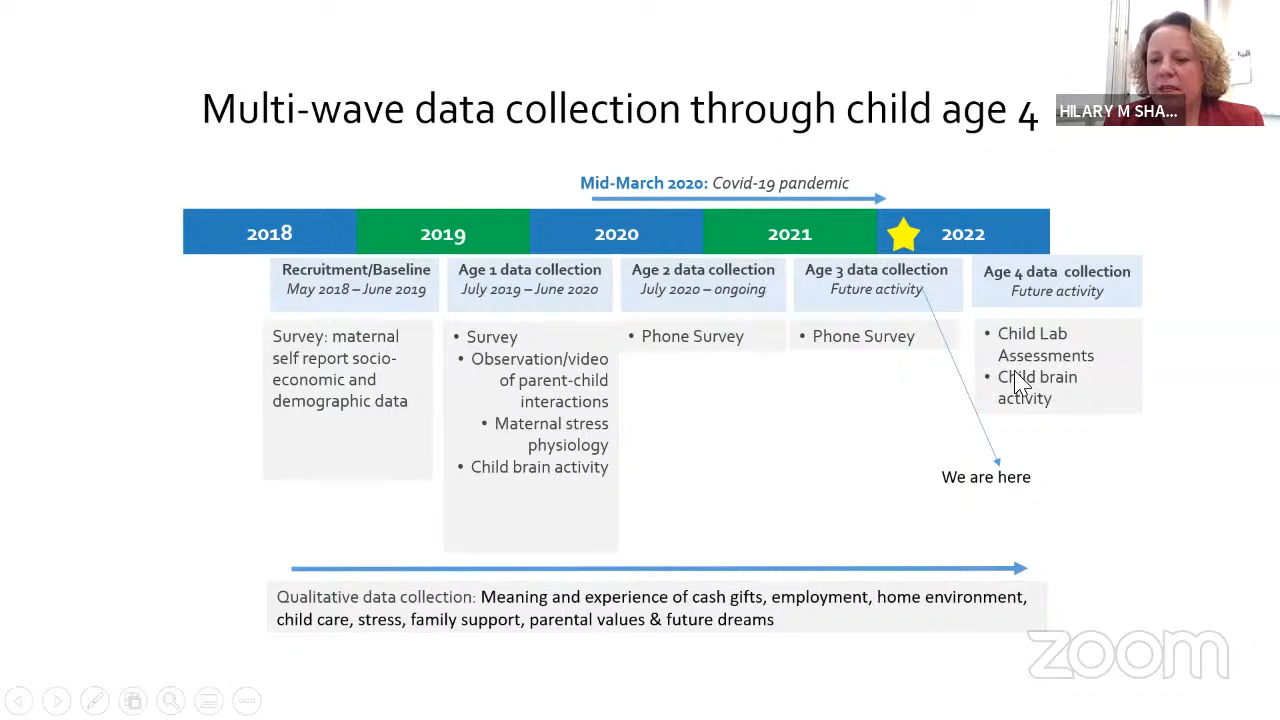 Multi-wave data collection through child age 4
HILARY M SHA...
Mid-March 2020: Covid-19 pandemic
2018
2019
2020
2021
2022
Recruitment/Baseline
May 2018 – June 2019
Age 1 data collection
July 2019 – June 2020
Age 2 data collection
July 2020 – ongoing
Age 3 data collection
Future activity
Age 4 data collection
Future activity
Survey: maternal
self report socio-
economic and
demographic data
• Survey
• Observation/video
of parent-child
interactions
• Maternal stress
physiology
• Child brain activity
• Phone Survey
• Phone Survey
• Child Lab
Assessments
• Child brain
activity
We are here
Qualitative data collection: Meaning and experience of cash gifts, employment, home environment,
child care, stress, family support, parental values & future dreams
zoom